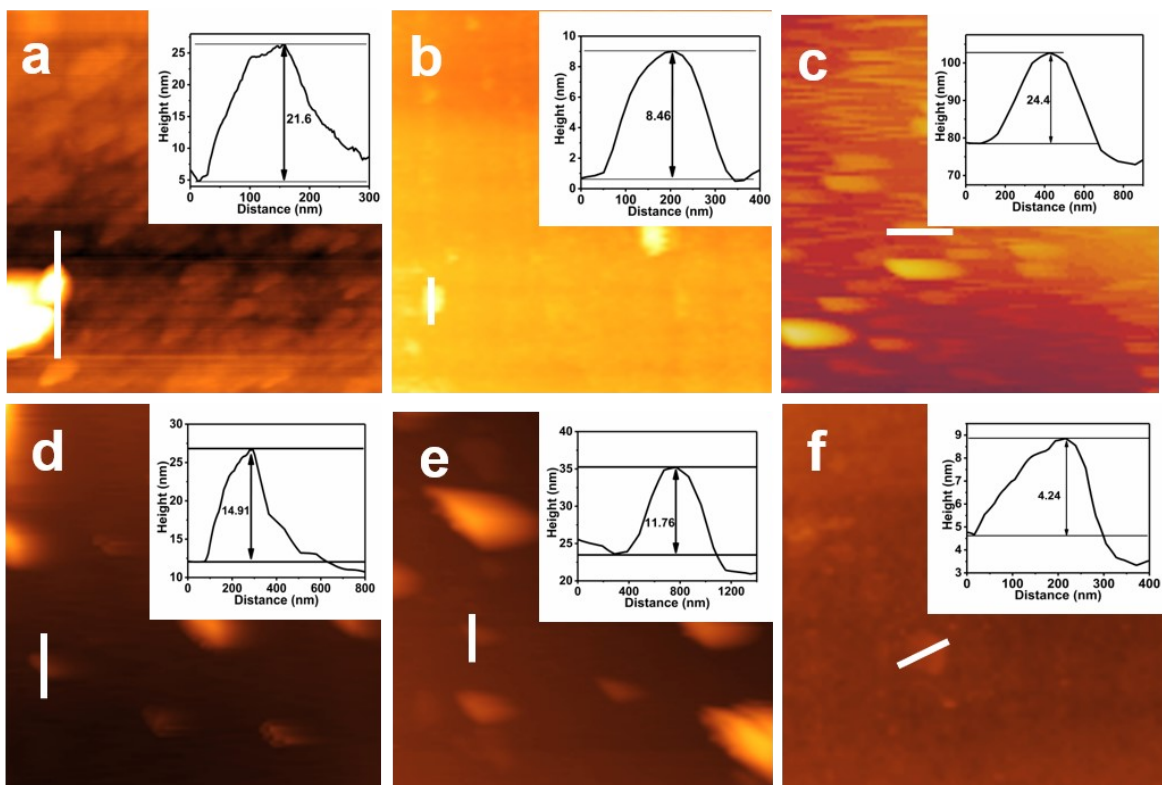 a
Height (nm)
25
20
15
10
5
21.6
0 100 200 300
Distance (nm)
b
Height (nm)
10
8
6
4
2
0
8.46
0 100 200 300 400
Distance (nm)
c
Height (nm)
100
90
80
70
24.4
0 200 400 600 800
Distance (nm)
d
Height (nm)
30
25
20
15
10
14.91
0 200 400 600 800
Distance (nm)
e
Height (nm)
40
35
30
25
20
11.76
0 400 800 1200
Distance (nm)
f
Height (nm)
9
8
7
6
5
4
3
4.24
0 100 200 300 400
Distance (nm)